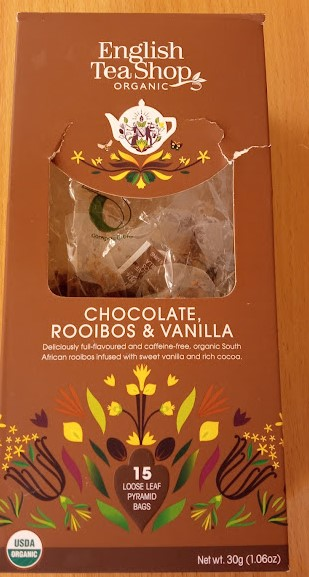 English
Tea Shop
ORGANIC
CHOCOLATE,
ROOIBOS & VANILLA
Deliciously full-flavoured and caffeine-free, organic South
African rooibos infused with sweet vanilla and rich cocoa.
15
LOOSE LEAF
PYRAMID
BAGS
USDA
ORGANIC
Net wt. 30g (1.06oz)